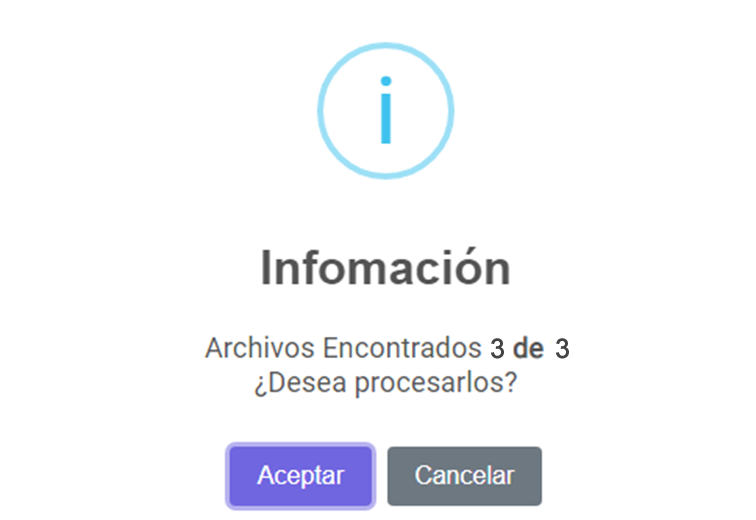 i
Infomación
Archivos Encontrados 3 de 3
¿Desea procesarlos?
Aceptar
Cancelar